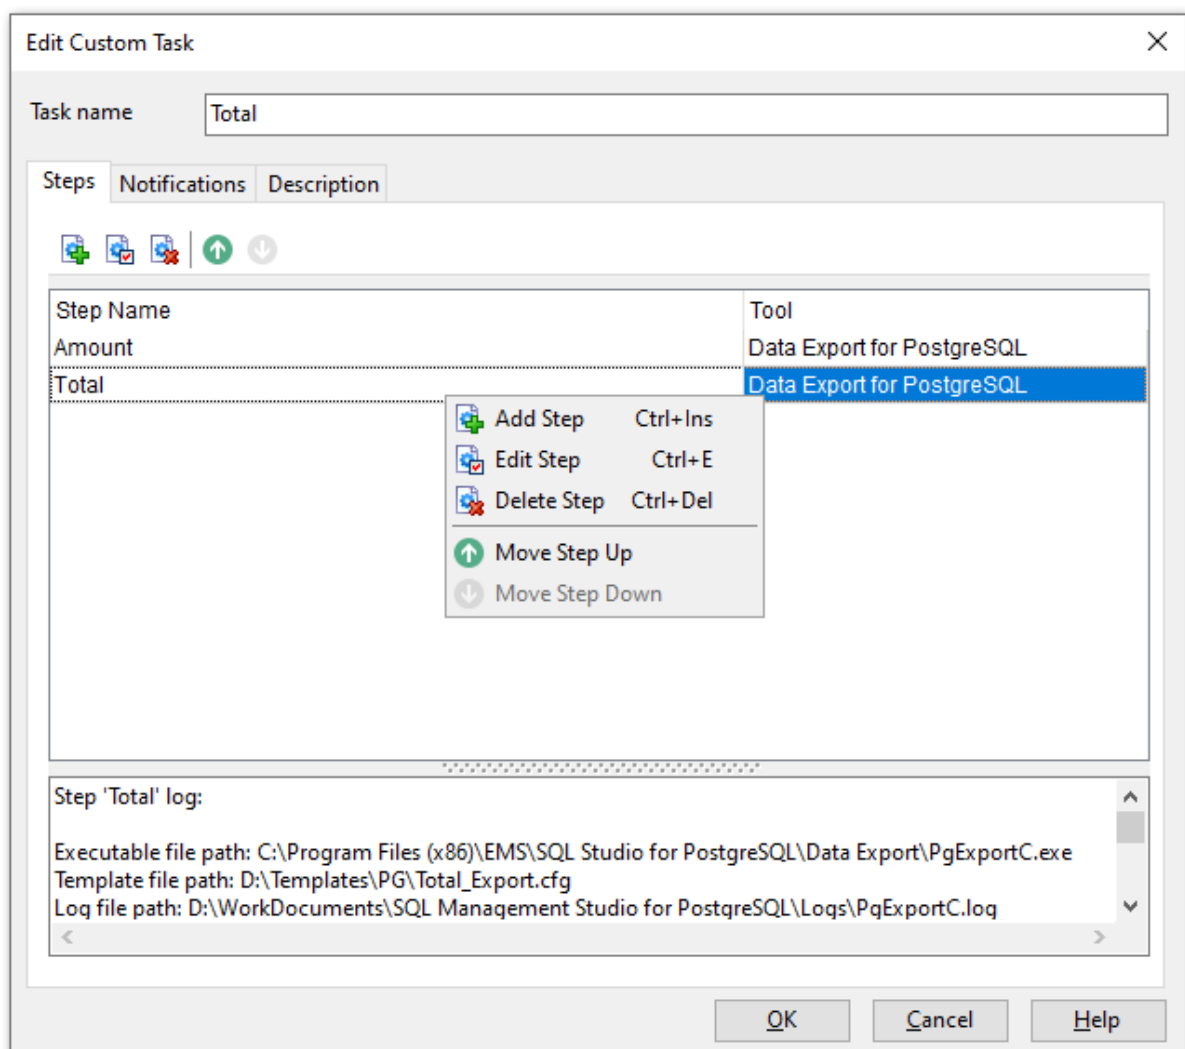 Edit Custom Task
Task name Total
Steps Notifications Description
Step Name Tool
Amount Data Export for PostgreSQL
Total Data Export for PostgreSQL
Add Step Ctrl+Ins
Edit Step Ctrl+E
Delete Step Ctrl+Del
Move Step Up
Move Step Down
Step 'Total' log:
Executable file path: C:\Program Files (x86)\EMS\SQL Studio for PostgreSQL\Data Export\PgExportC.exe
Template file path: D:\Templates\PG\Total_Export.cfg
Log file path: D:\WorkDocuments\SQL Management Studio for PostgreSQL\Logs\PgExportC.log
OK Cancel Help